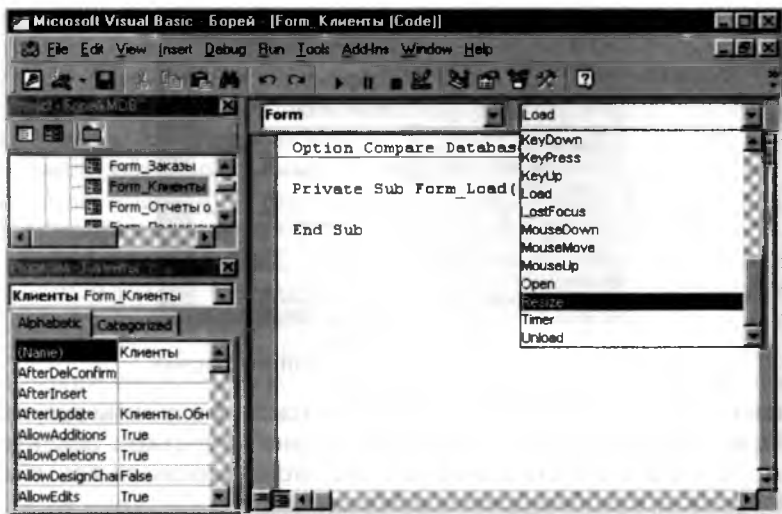 Microsoft Visual Basic - Борей - [Form_Клиенты (Code)]
File Edit View Insert Debug Run Tools Add-Ins Window Help
Form
Load
Form_Заказы
Form_Клиенты
Form_Отчеты о
Клиенты Form_Клиенты
Alphabetic Categorized
(Name) Клиенты
AfterDelConfirm
AfterInsert
AfterUpdate Клиенты.Обн
AllowAdditions True
AllowDeletions True
AllowDesignChai False
AllowEdits True
Option Compare Databas
Private Sub Form_Load(
End Sub
KeyDown
KeyPress
KeyUp
Load
LostFocus
MouseDown
MouseMove
MouseUp
Open
Resize
Timer
Unload